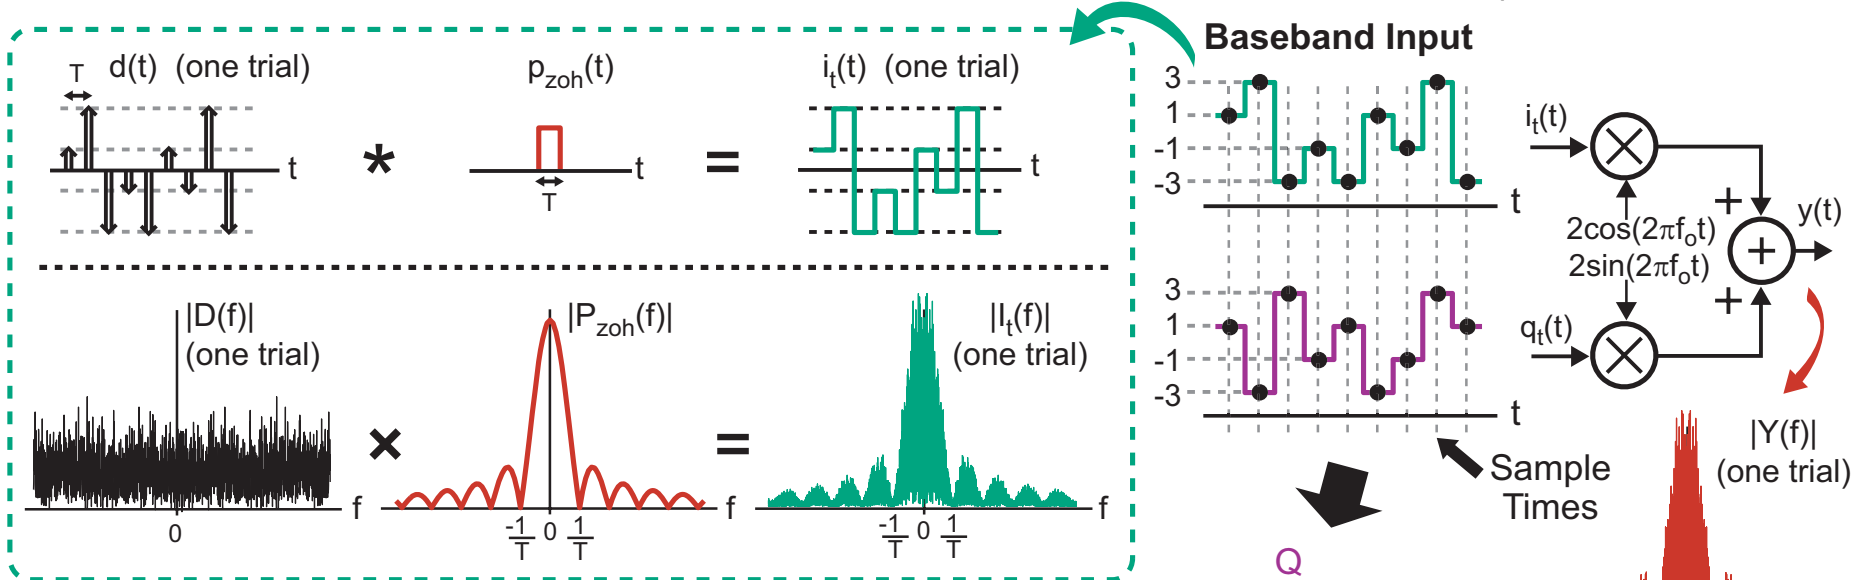 Baseband Input
T
d(t) (one trial)
p_zoh(t)
i_t(t) (one trial)
t
*
t
T
=
t
|D(f)|
(one trial)
0
f
×
|P_zoh(f)|
-1/T 0 1/T
f
=
|I_t(f)|
(one trial)
-1/T 0 1/T
f
3
1
-1
-3
t
3
1
-1
-3
t
Sample
Times
i_t(t)
2cos(2πf_ot)
2sin(2πf_ot)
q_t(t)
+
+
+
y(t)
|Y(f)|
(one trial)
Q